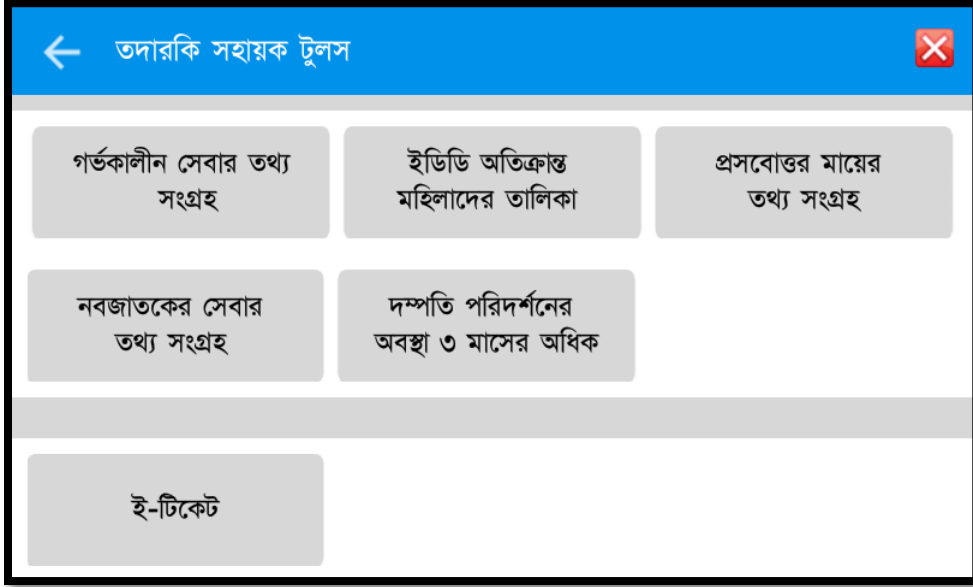 তদারকি সহায়ক টুলস
গর্ভকালীন সেবার তথ্য
সংগ্রহ
ইডিডি অতিক্রান্ত
মহিলাদের তালিকা
প্রসবোত্তর মায়ের
তথ্য সংগ্রহ
নবজাতকের সেবার
তথ্য সংগ্রহ
দম্পতি পরিদর্শনের
অবস্থা ৩ মাসের অধিক
ই-টিকেট